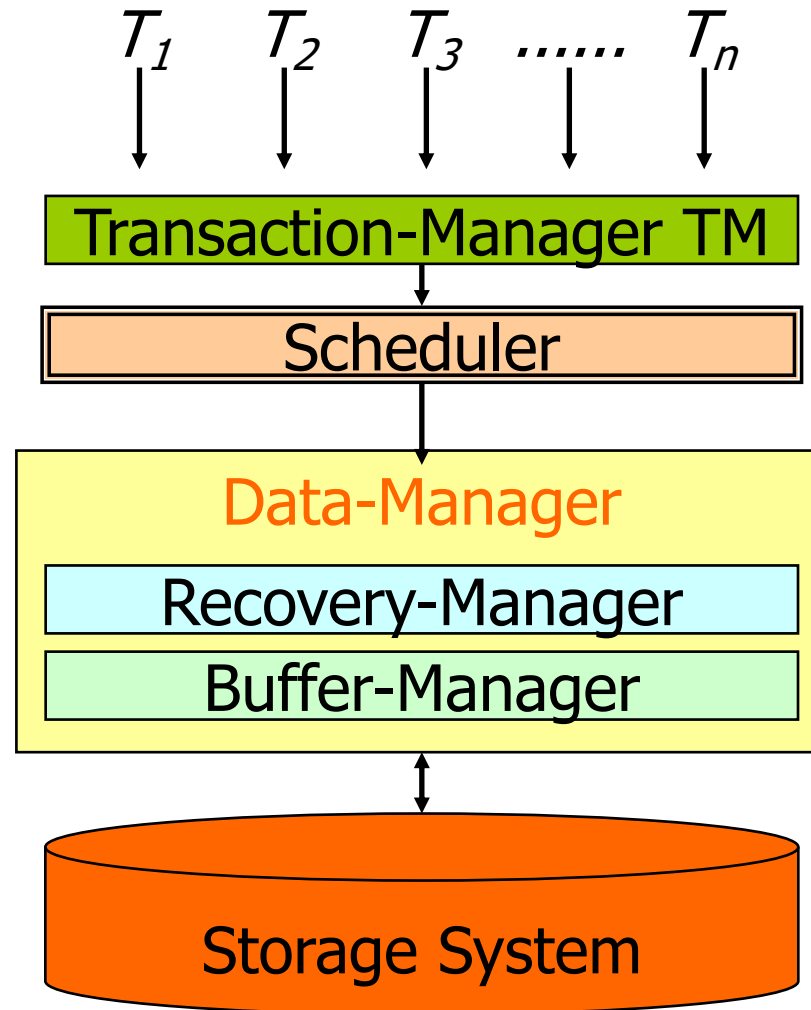 T1 T2 T3 ...... Tn
Transaction-Manager TM
Scheduler
Data-Manager
Recovery-Manager
Buffer-Manager
Storage System